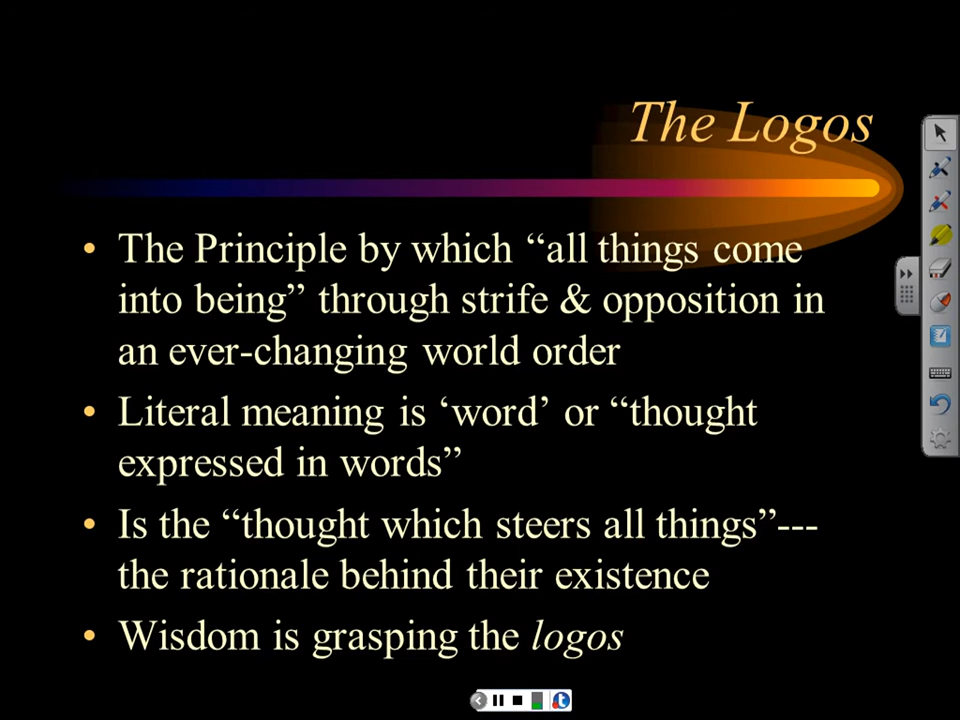 The Logos
• The Principle by which “all things come
into being” through strife & opposition in
an ever-changing world order
• Literal meaning is ‘word’ or “thought
expressed in words”
• Is the “thought which steers all things”---
the rationale behind their existence
• Wisdom is grasping the logos